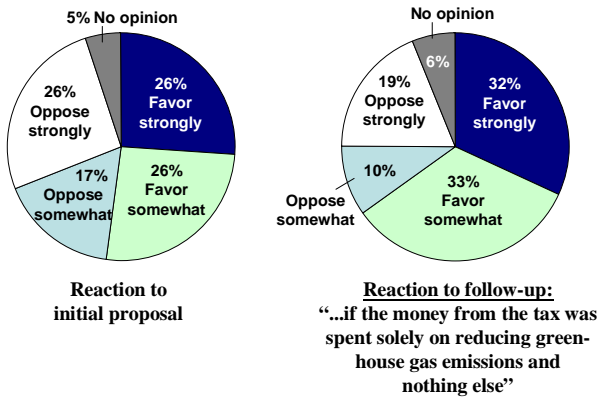 5% No opinion
26%
Favor
strongly
26%
Favor
somewhat
17%
Oppose
somewhat
26%
Oppose
strongly
Reaction to
initial proposal
No opinion
6%
32%
Favor
strongly
33%
Favor
somewhat
10%
Oppose
somewhat
19%
Oppose
strongly
Reaction to follow-up:
“...if the money from the tax was
spent solely on reducing green-
house gas emissions and
nothing else”